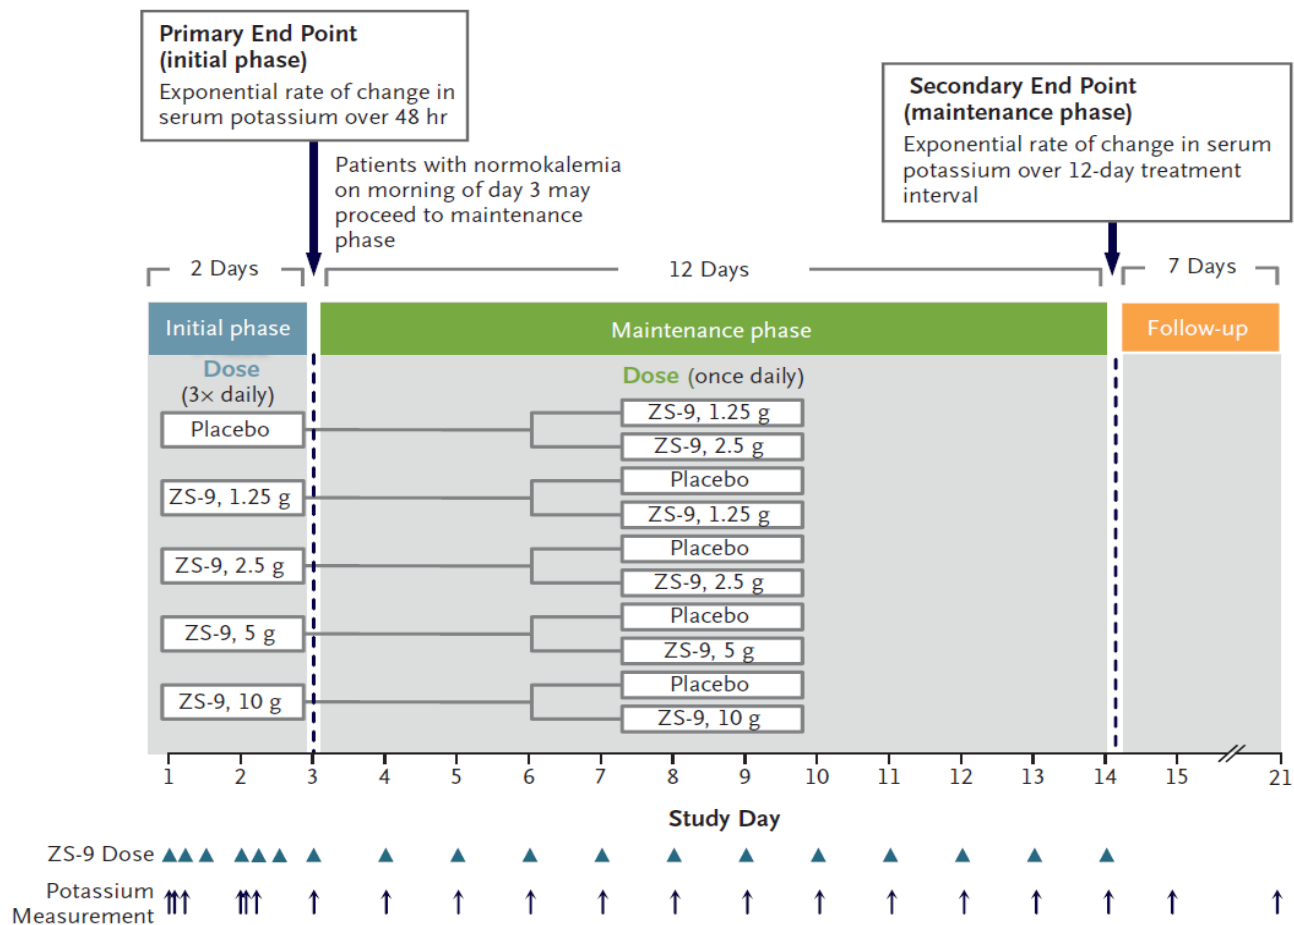 Primary End Point
(initial phase)
Exponential rate of change in
serum potassium over 48 hr
Secondary End Point
(maintenance phase)
Exponential rate of change in serum
potassium over 12-day treatment
interval
Patients with normokalemia
on morning of day 3 may
proceed to maintenance
phase
2 Days
12 Days
7 Days
Initial phase
Maintenance phase
Follow-up
Dose
(3× daily)
Dose (once daily)
Placebo
ZS-9, 1.25 g
ZS-9, 2.5 g
ZS-9, 1.25 g
Placebo
ZS-9, 1.25 g
ZS-9, 2.5 g
Placebo
ZS-9, 2.5 g
ZS-9, 5 g
Placebo
ZS-9, 5 g
ZS-9, 10 g
Placebo
ZS-9, 10 g
1 2 3 4 5 6 7 8 9 10 11 12 13 14 15 21
Study Day
ZS-9 Dose
Potassium
Measurement